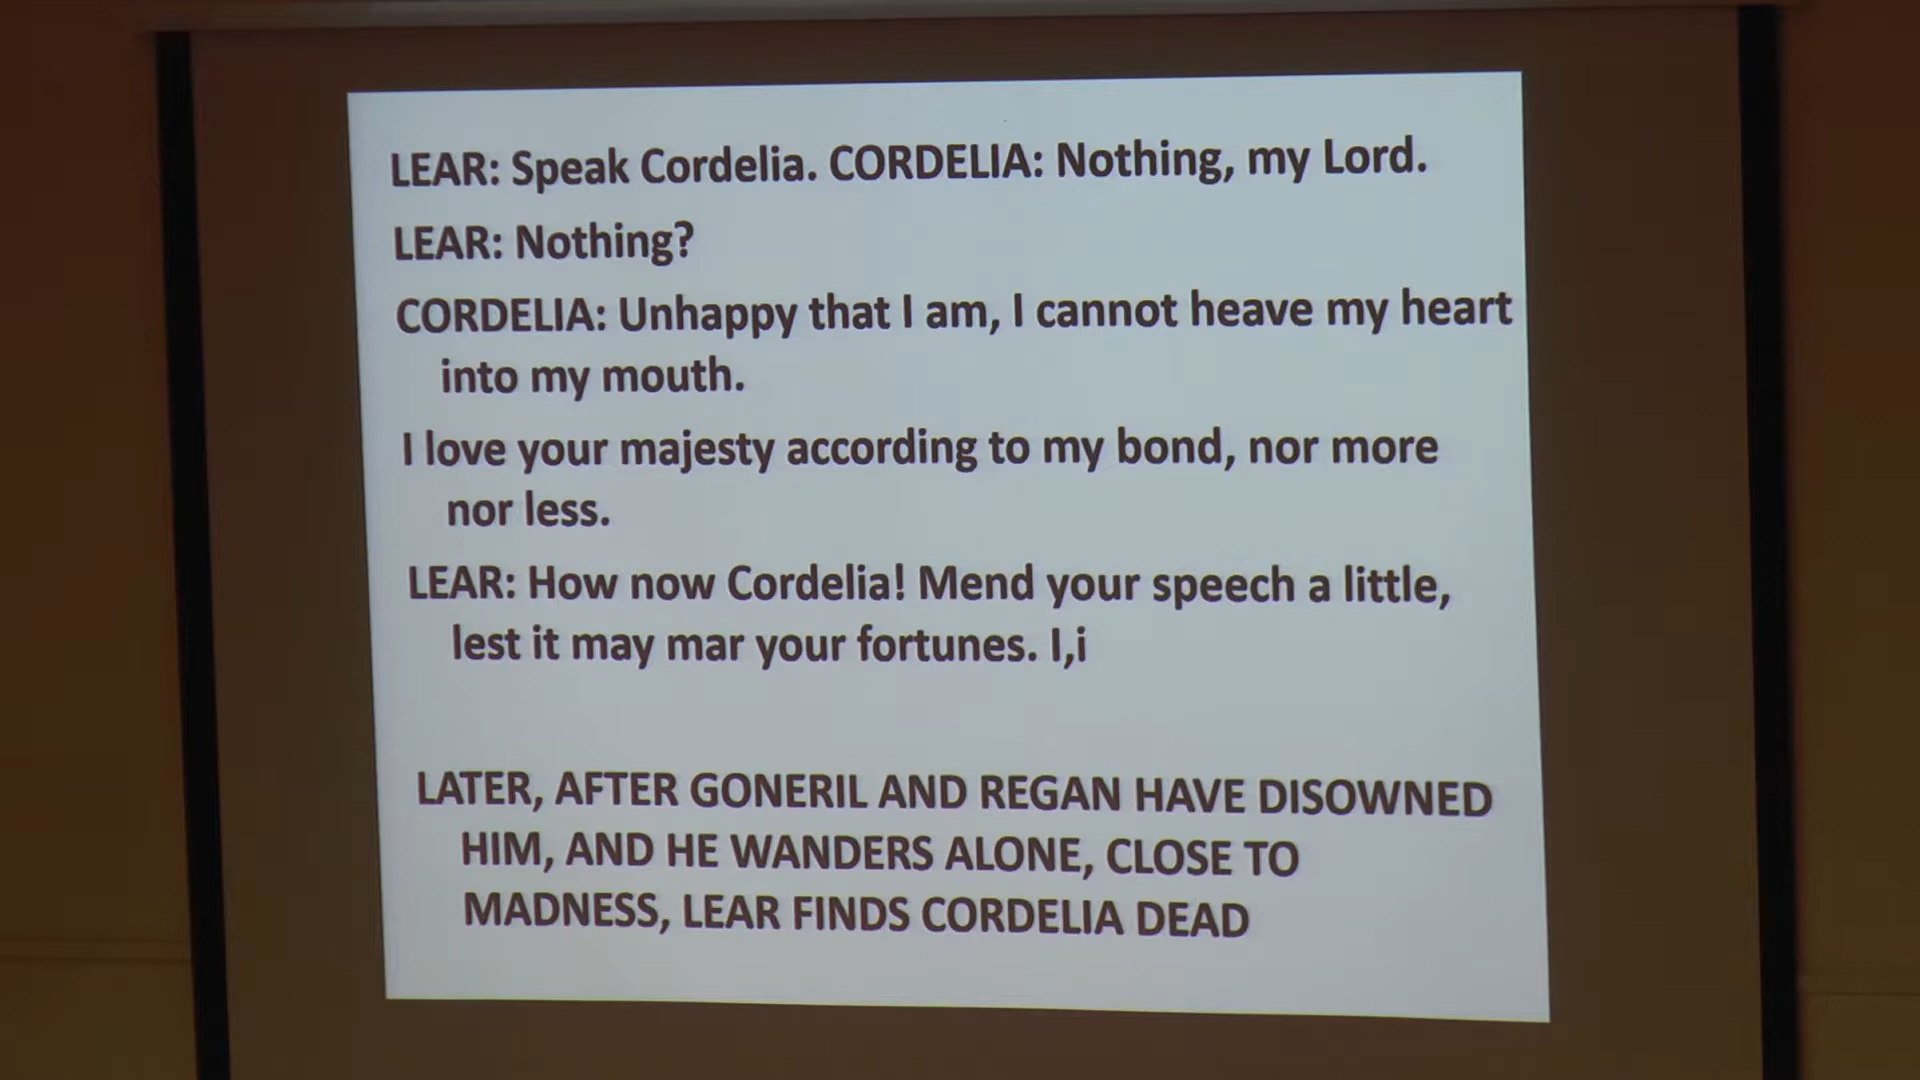 LEAR: Speak Cordelia. CORDELIA: Nothing, my Lord.
LEAR: Nothing?
CORDELIA: Unhappy that I am, I cannot heave my heart
into my mouth.
I love your majesty according to my bond, nor more
nor less.
LEAR: How now Cordelia! Mend your speech a little,
lest it may mar your fortunes. I,i
LATER, AFTER GONERIL AND REGAN HAVE DISOWNED
HIM, AND HE WANDERS ALONE, CLOSE TO
MADNESS, LEAR FINDS CORDELIA DEAD